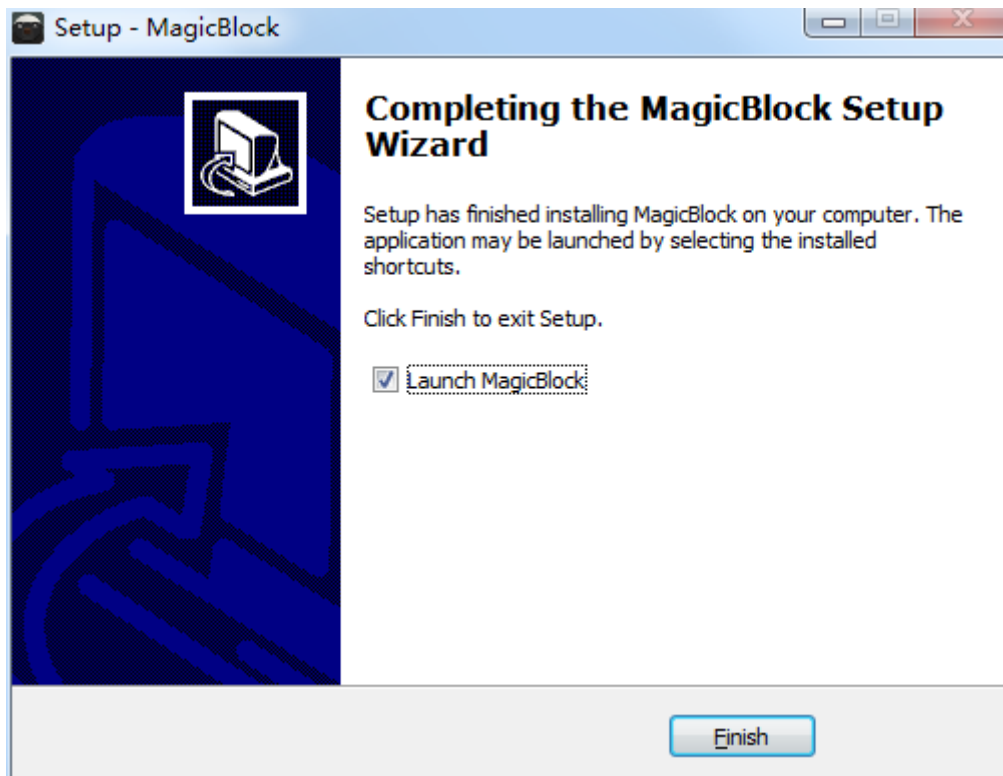 Setup - MagicBlock
Completing the MagicBlock Setup
Wizard
Setup has finished installing MagicBlock on your computer. The
application may be launched by selecting the installed
shortcuts.
Click Finish to exit Setup.
Launch MagicBlock
Finish